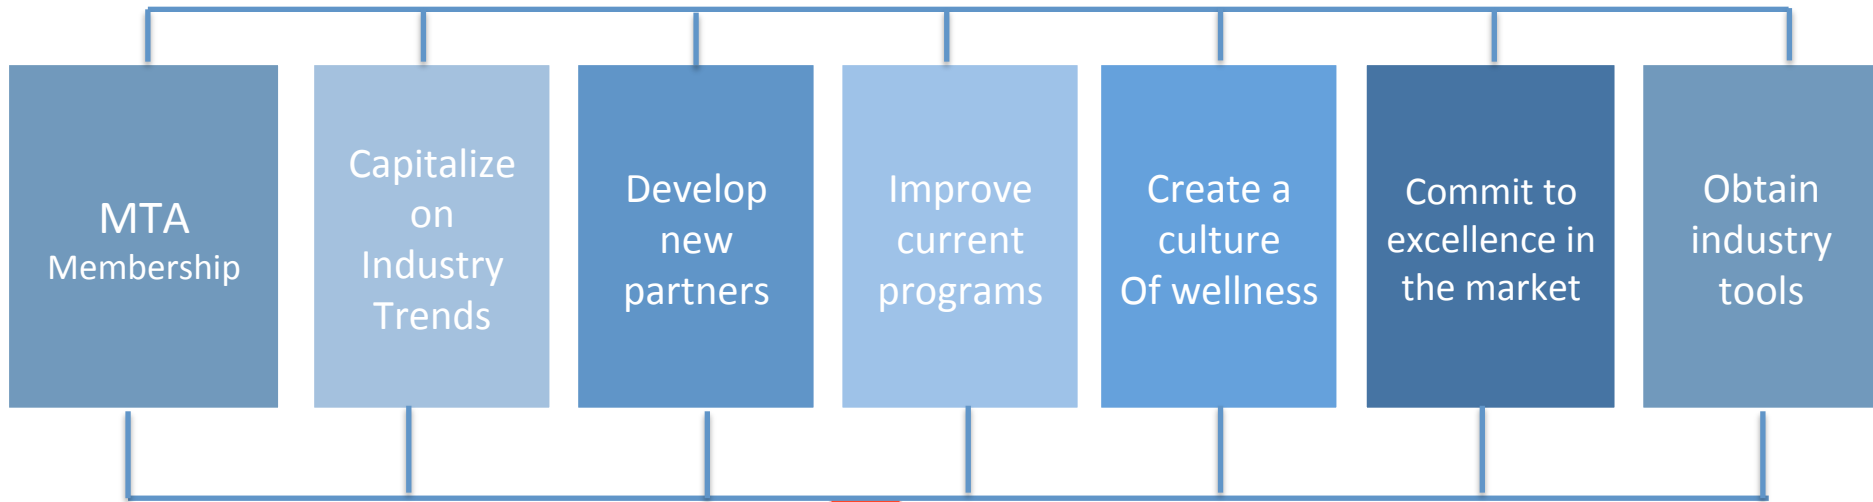 MTA
Membership
Capitalize
on
Industry
Trends
Develop
new
partners
Improve
current
programs
Create a
culture
Of wellness
Commit to
excellence in
the market
Obtain
industry
tools